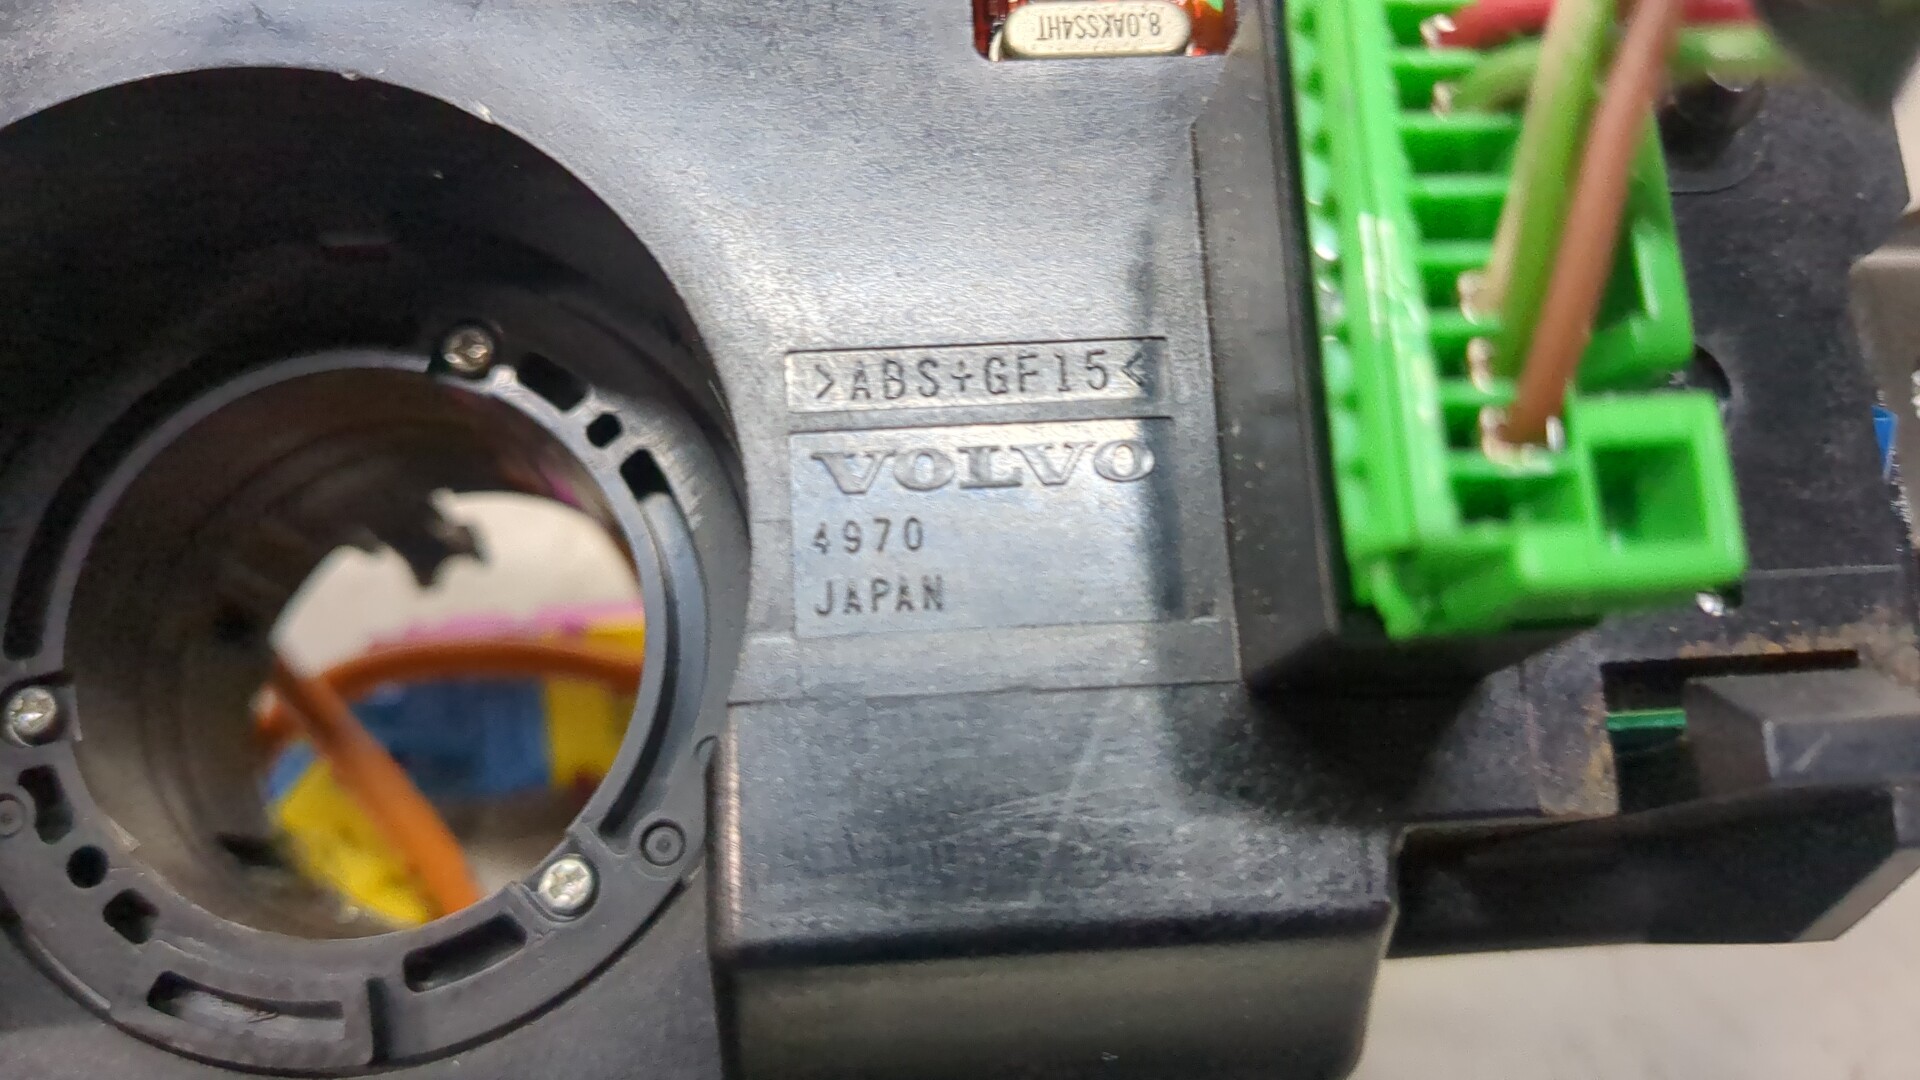 8.0AKSS4HT
>ABS+GF15<
VOLVO
4970
JAPAN